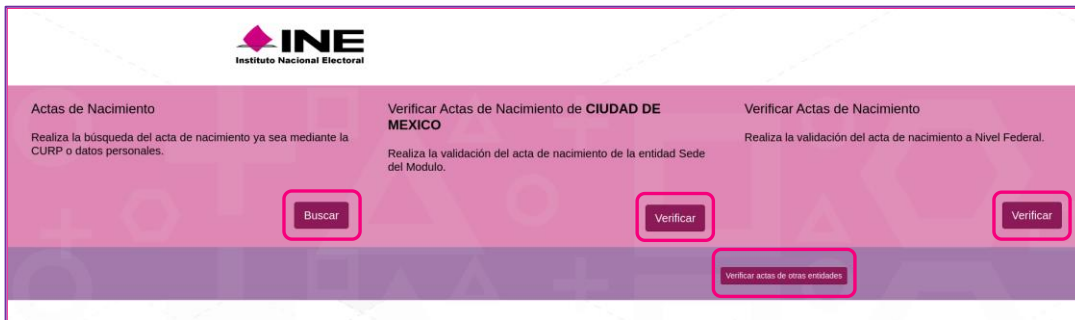 INE
Instituto Nacional Electoral
Actas de Nacimiento
Realiza la búsqueda del acta de nacimiento ya sea mediante la
CURP o datos personales.
Buscar
Verificar Actas de Nacimiento de CIUDAD DE
MEXICO
Realiza la validación del acta de nacimiento de la entidad Sede
del Modulo.
Verificar
Verificar Actas de Nacimiento
Realiza la validación del acta de nacimiento a Nivel Federal.
Verificar
Verificar actas de otras entidades